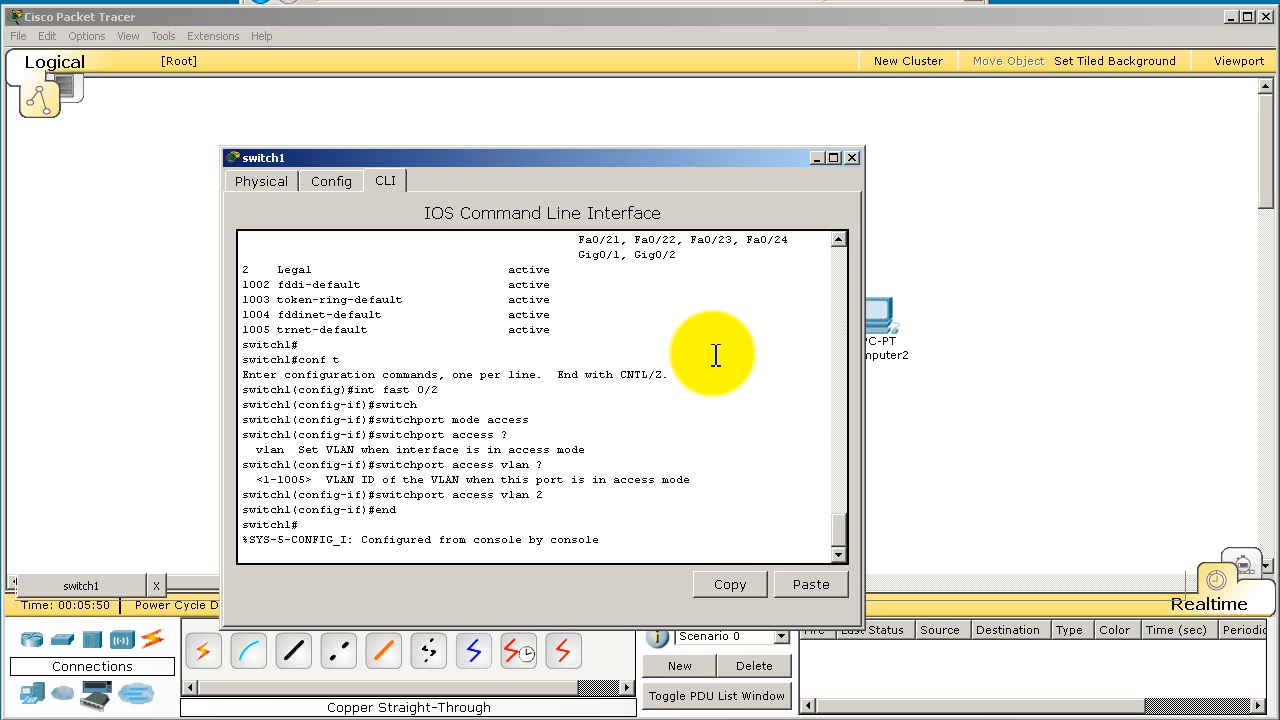 Cisco Packet Tracer
File Edit Options View Tools Extensions Help
Logical
[Root]
New Cluster
Move Object
Set Tiled Background
Viewport
switch1
Physical
Config
CLI
IOS Command Line Interface
Fa0/21, Fa0/22, Fa0/23, Fa0/24
Gig0/1, Gig0/2
2 Legal active
1002 fddi-default active
1003 token-ring-default active
1004 fddinet-default active
1005 trnet-default active
switch1#
switch1#conf t
Enter configuration commands, one per line. End with CNTL/Z.
switch1(config)#int fast 0/2
switch1(config-if)#switch
switch1(config-if)#switchport mode access
switch1(config-if)#switchport access ?
vlan Set VLAN when interface is in access mode
switch1(config-if)#switchport access vlan ?
<1-1005> VLAN ID of the VLAN when this port is in access mode
switch1(config-if)#switchport access vlan 2
switch1(config-if)#end
switch1#
%SYS-5-CONFIG_I: Configured from console by console
Copy
Paste
C-PT
mputer2
switch1
X
Time: 00:05:50
Power Cycle D
Realtime
Connections
Copper Straight-Through
Scenario 0
New
Delete
Toggle PDU List Window
Last Status Source Destination Type Color Time (sec) Periodi